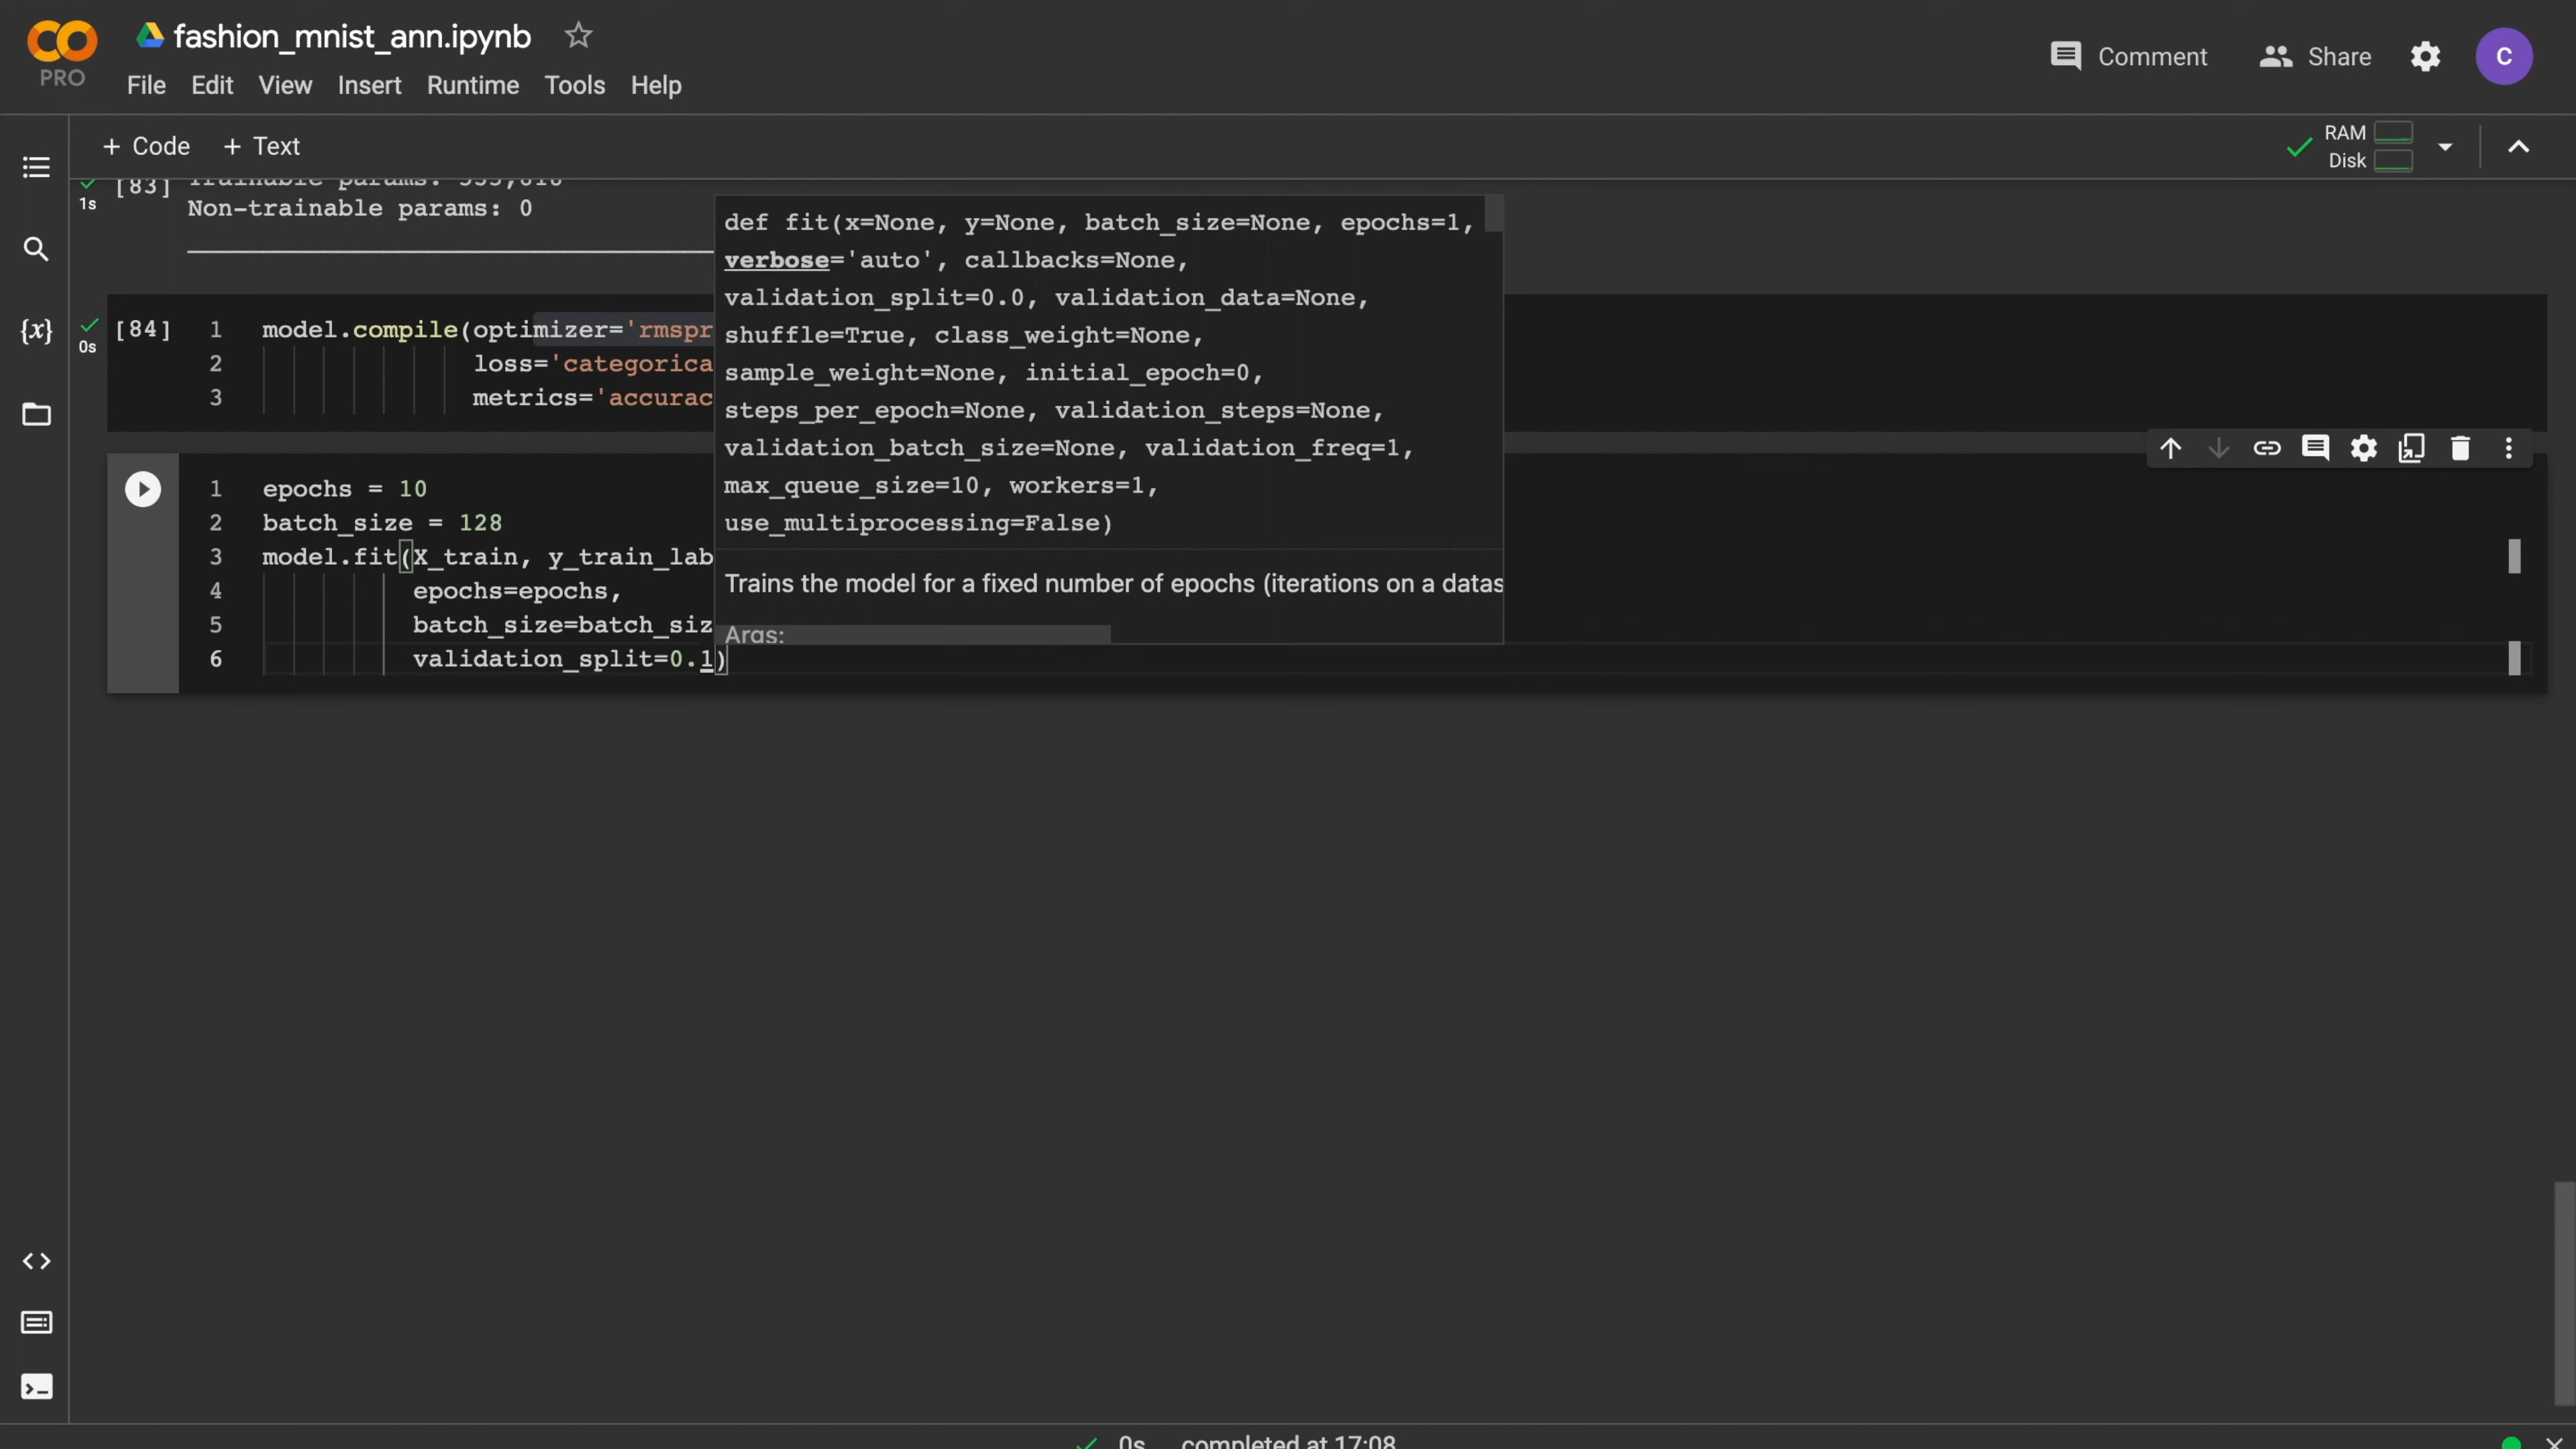 fashion_mnist_ann.ipynb
PRO
File Edit View Insert Runtime Tools Help
Comment
Share
C
+ Code + Text
RAM
Disk
[83]
1s
Trainable params:
Non-trainable params: 0
[84]
0s
1 model.compile(optimizer='rmspr
2 loss='categorica
3 metrics='accurac
def fit(x=None, y=None, batch_size=None, epochs=1,
verbose='auto', callbacks=None,
validation_split=0.0, validation_data=None,
shuffle=True, class_weight=None,
sample_weight=None, initial_epoch=0,
steps_per_epoch=None, validation_steps=None,
validation_batch_size=None, validation_freq=1,
max_queue_size=10, workers=1,
use_multiprocessing=False)
Trains the model for a fixed number of epochs (iterations on a datas
Args:
1 epochs = 10
2 batch_size = 128
3 model.fit(X_train, y_train_lab
4 epochs=epochs,
5 batch_size=batch_siz
6 validation_split=0.1)
{x}
0s completed at 17:08